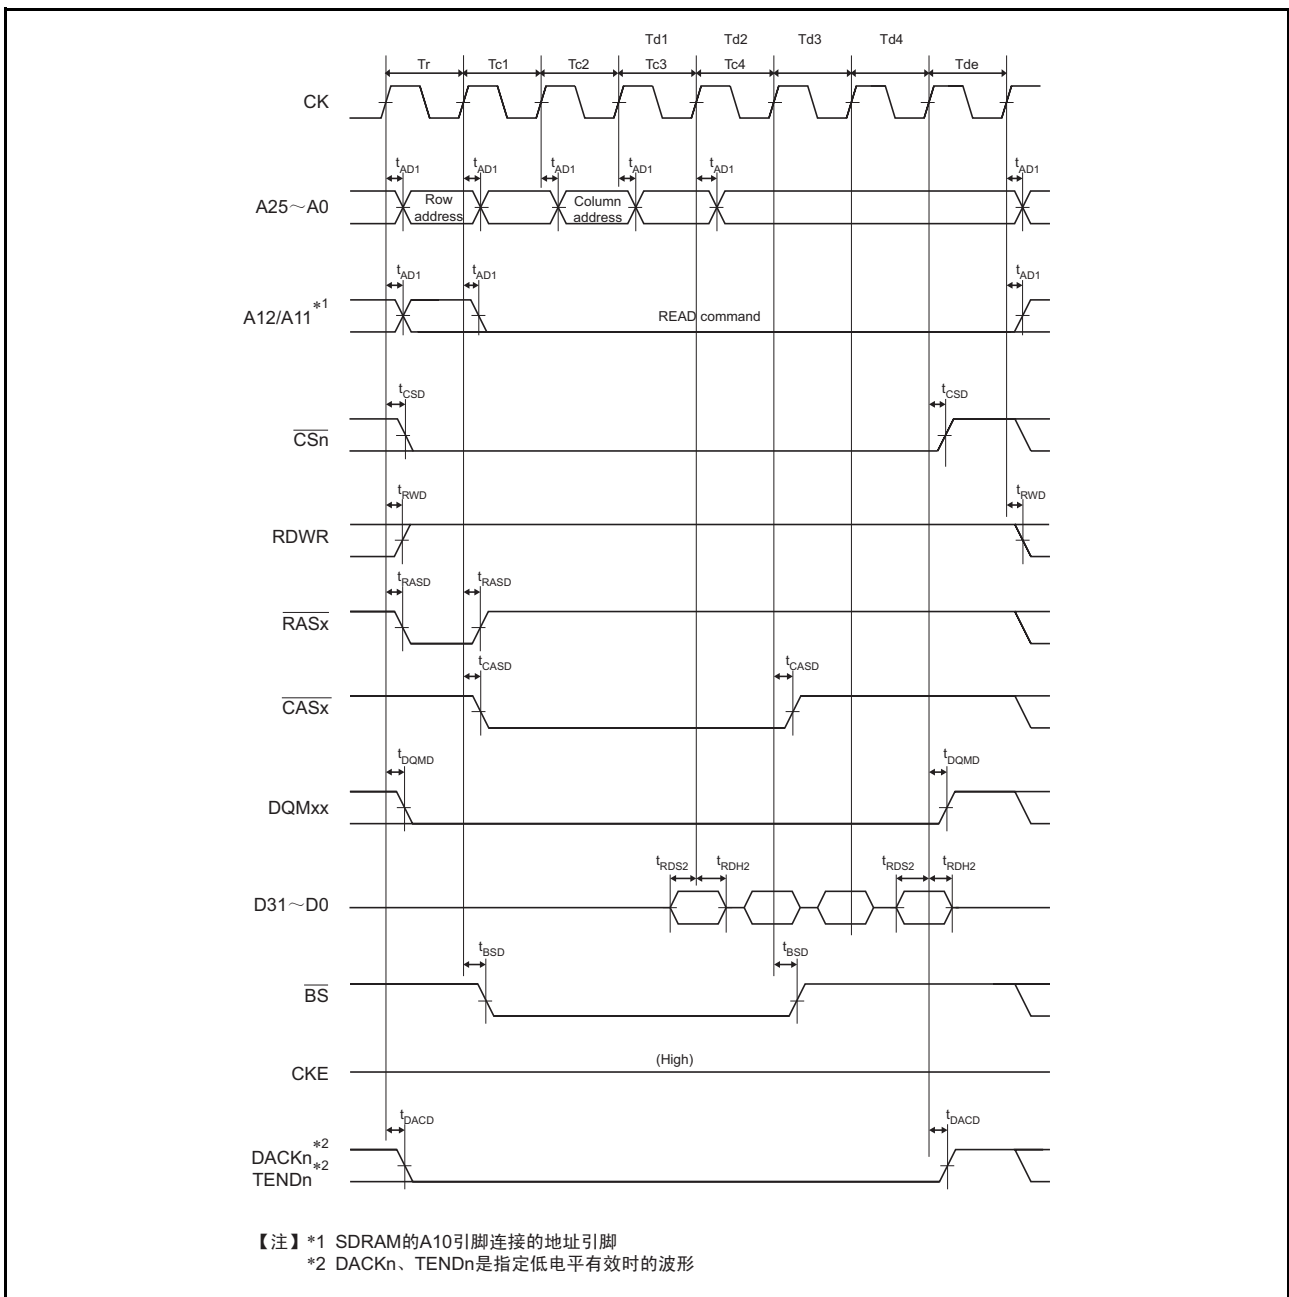 Td1 Td2 Td3 Td4
Tr Tc1 Tc2 Tc3 Tc4 Tde
CK
tAD1 tAD1 tAD1 tAD1 tAD1 tAD1
A25～A0 Row address Column address
tAD1 tAD1 tAD1
A12/A11*1 READ command
tCSD tCSD
CSn
tRWD tRWD
RDWR
tRASD tRASD
RASx
tCASD tCASD
CASx
tDQMD tDQMD
DQMxx
tRDS2 tRDH2 tRDS2 tRDH2
D31～D0
tBSD tBSD
BS
(High)
CKE
tDACD tDACD
DACKn*2
TENDn*2
【注】*1 SDRAM的A10引脚连接的地址引脚
*2 DACKn、TENDn是指定低电平有效时的波形